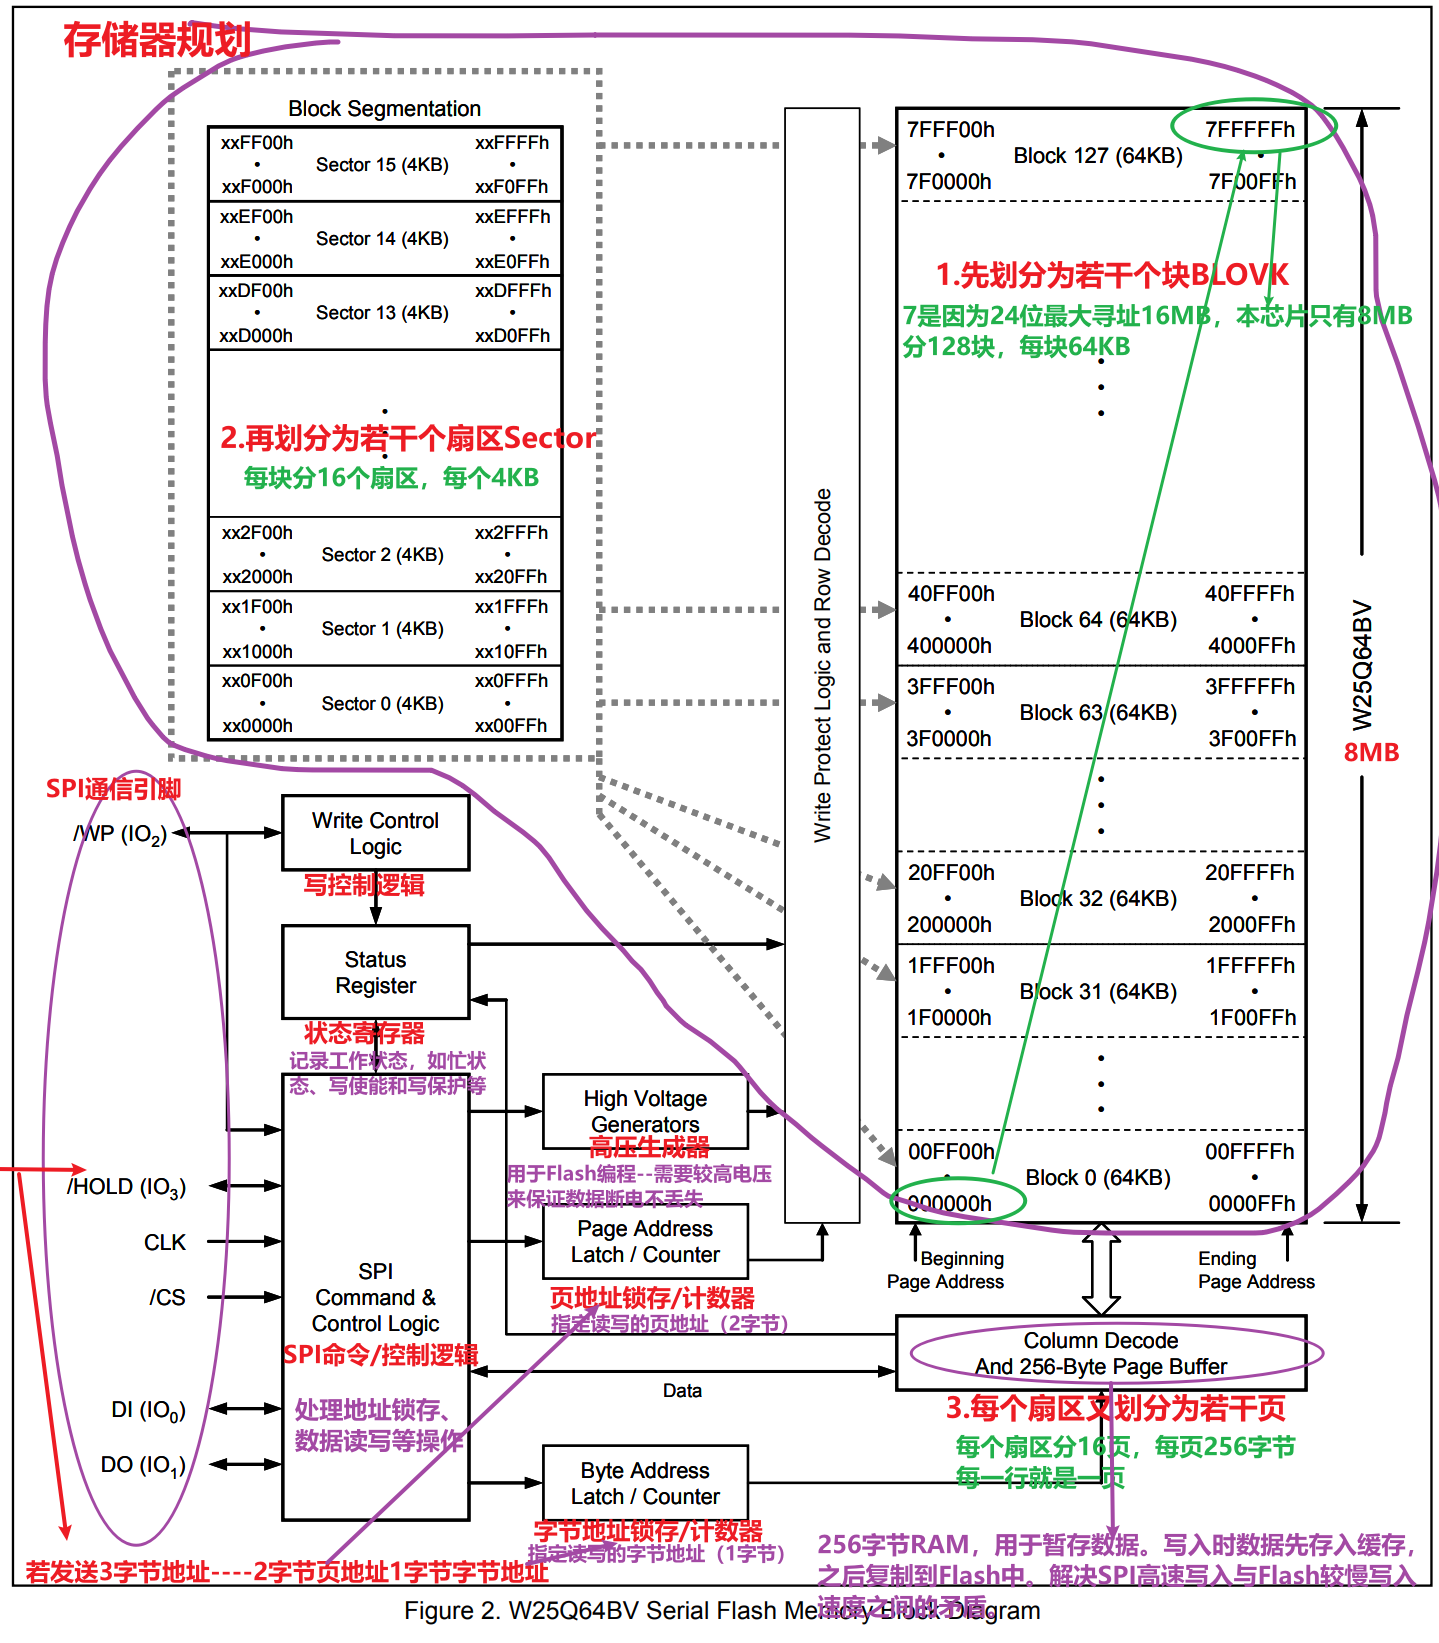 存储器规划
Block Segmentation
xxFF00h xxFFFFh
Sector 15 (4KB)
xxF000h xxF0FFh
xxEF00h xxEFFFh
Sector 14 (4KB)
xxE000h xxE0FFh
xxDF00h xxDFFFh
Sector 13 (4KB)
xxD000h xxD0FFh
2.再划分为若干个扇区Sector
每块分16个扇区，每个4KB
xx2F00h xx2FFFh
Sector 2 (4KB)
xx2000h xx20FFh
xx1F00h xx1FFFh
Sector 1 (4KB)
xx1000h xx10FFh
xx0F00h xx0FFFh
Sector 0 (4KB)
xx0000h xx00FFh
Write Protect Logic and Row Decode
7FFF00h 7FFFFFh
Block 127 (64KB)
7F0000h 7F00FFh
1.先划分为若干个块BLOVK
7是因为24位最大寻址16MB，本芯片只有8MB
分128块，每块64KB
40FF00h 40FFFFh
Block 64 (64KB)
400000h 4000FFh
3FFF00h 3FFFFFh
Block 63 (64KB)
3F0000h 3F00FFh
20FF00h 20FFFFh
Block 32 (64KB)
200000h 2000FFh
1FFF00h 1FFFFFh
Block 31 (64KB)
1F0000h 1F00FFh
00FF00h 00FFFFh
Block 0 (64KB)
000000h 0000FFh
W25Q64BV
8MB
Beginning
Page Address
Ending
Page Address
SPI通信引脚
/WP (IO2)
/HOLD (IO3)
CLK
/CS
DI (IO0)
DO (IO1)
Write Control
Logic
写控制逻辑
Status
Register
状态寄存器
记录工作状态，如忙状
态、写使能和写保护等
SPI
Command &
Control Logic
SPI命令/控制逻辑
处理地址锁存、
数据读写等操作
High Voltage
Generators
高压生成器
用于Flash编程--需要较高电压
来保证数据断电不丢失
Page Address
Latch / Counter
页地址锁存/计数器
指定读写的页地址（2字节）
Data
Column Decode
And 256-Byte Page Buffer
3.每个扇区又划分为若干页
每个扇区分16页，每页256字节
每一行就是一页
Byte Address
Latch / Counter
字节地址锁存/计数器
指定读写的字节地址（1字节）
若发送3字节地址----2字节页地址1字节字节地址
256字节RAM，用于暂存数据。写入时数据先存入缓存，
之后复制到Flash中。解决SPI高速写入与Flash较慢写入
速度之间的矛盾。
Figure 2. W25Q64BV Serial Flash Memory Block Diagram